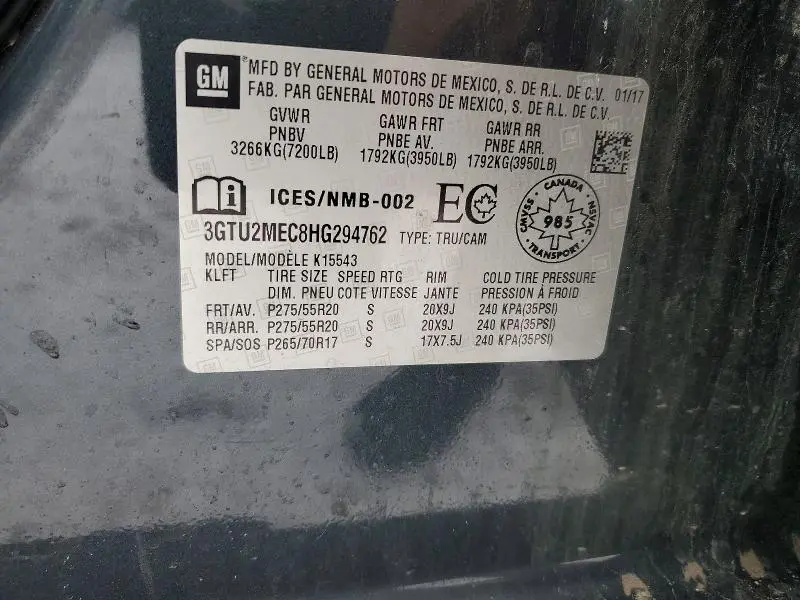 GM
® MFD BY GENERAL MOTORS DE MEXICO, S. DE R.L. DE C.V. 01/17
FAB. PAR GENERAL MOTORS DE MEXICO, S. DE R.L. DE C.V.
GVWR GAWR FRT GAWR RR
PNBV PNBE AV. PNBE ARR.
3266KG(7200LB) 1792KG(3950LB) 1792KG(3950LB)
i ICES/NMB-002 EC
CANADA
CMVSS 985 NSVAC
TRANSPORT
3GTU2MEC8HG294762 TYPE: TRU/CAM
MODEL/MODÈLE K15543
KLFT TIRE SIZE SPEED RTG RIM COLD TIRE PRESSURE
DIM. PNEU COTE VITESSE JANTE PRESSION À FROID
FRT/AV. P275/55R20 S 20X9J 240 KPA(35PSI)
RR/ARR. P275/55R20 S 20X9J 240 KPA(35PSI)
SPA/SOS P265/70R17 S 17X7.5J 240 KPA(35PSI)